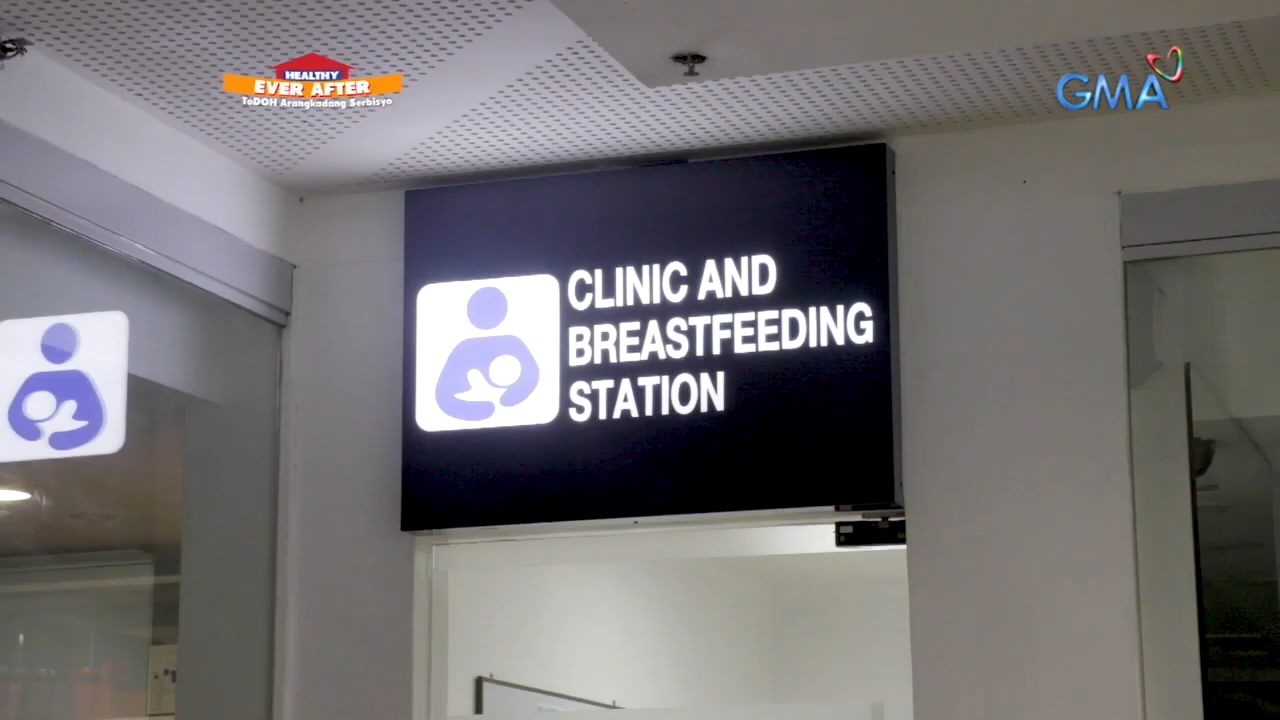 HEALTHY
EVER AFTER
ToDOH Arangkadang Serbisyo
GMA
CLINIC AND
BREASTFEEDING
STATION